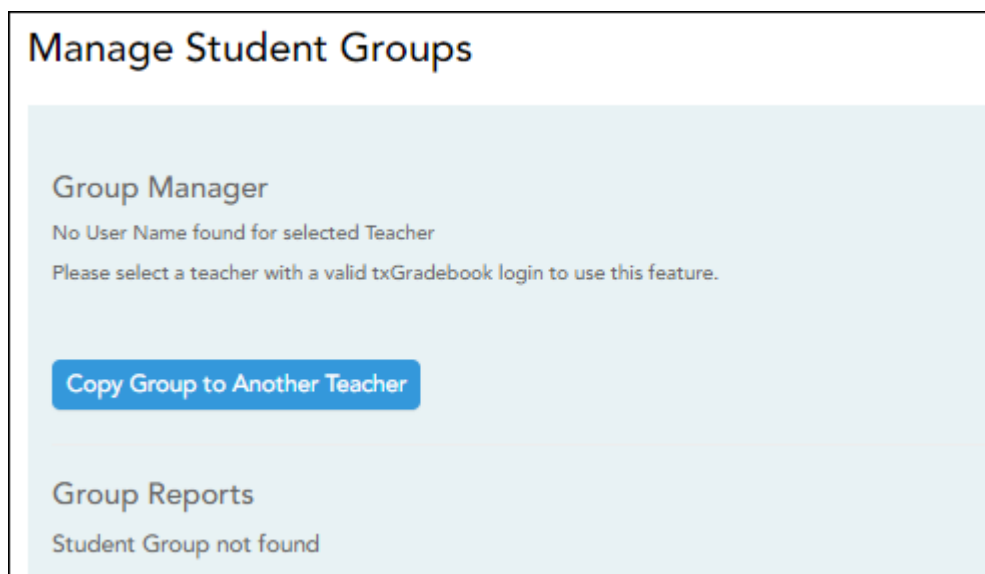 Manage Student Groups
Group Manager
No User Name found for selected Teacher
Please select a teacher with a valid txGradebook login to use this feature.
Copy Group to Another Teacher
Group Reports
Student Group not found